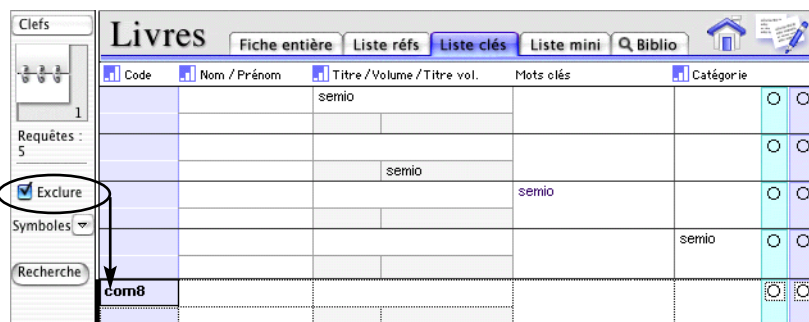 Clefs
1
Requêtes :
5
Exclure
Symboles
Recherche
Livres
Fiche entière
Liste réfs
Liste clés
Liste mini
Biblio
Code
Nom / Prénom
Titre / Volume / Titre vol.
Mots clés
Catégorie
semio
semio
semio
semio
com8